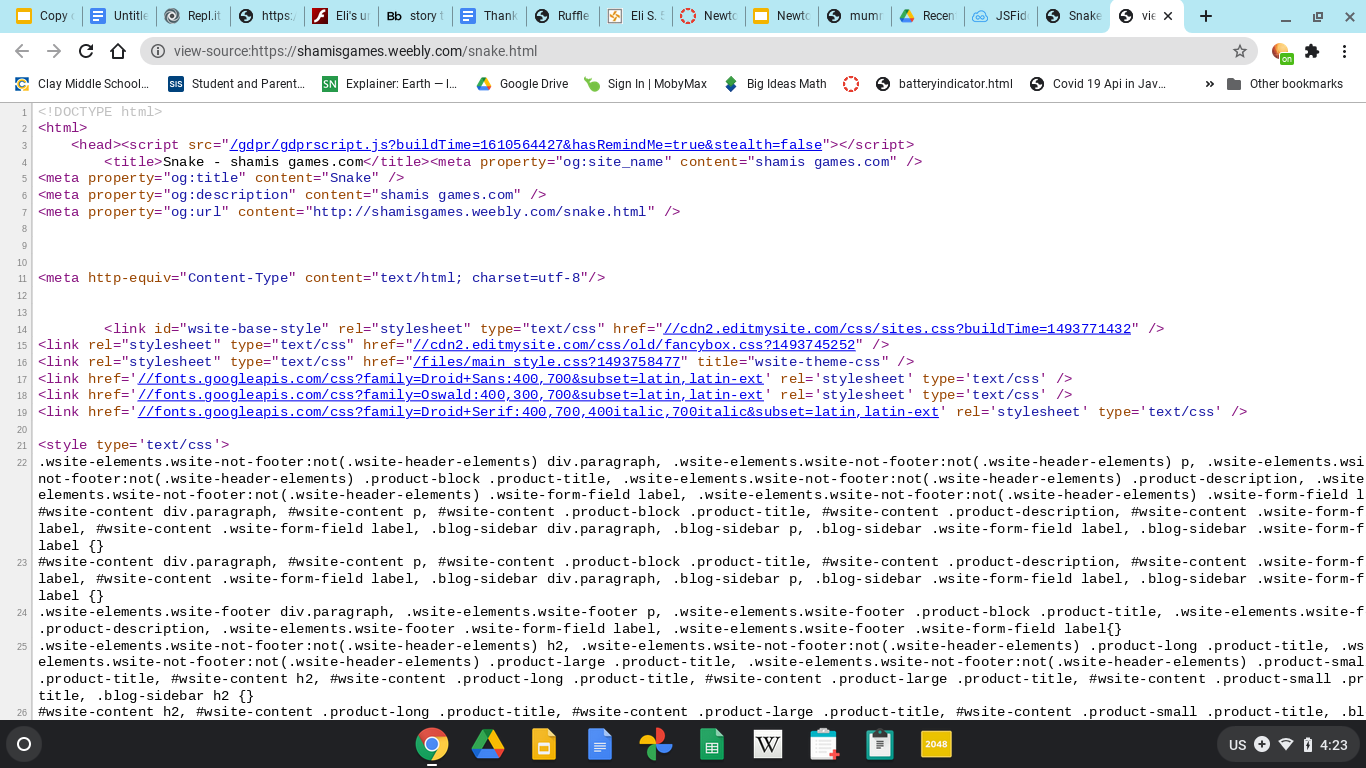 Copy
Untitle
Repl.it
https:
Eli's u
Bb story t
Thank
Ruffle
Eli S. 5
Newto
Newto
mumr
Recen
JSFid
Snake
vie
view-source:https://shamisgames.weebly.com/snake.html
on
Clay Middle School...
SIS Student and Parent...
SN Explainer: Earth — I...
Google Drive
Sign In | MobyMax
Big Ideas Math
batteryindicator.html
Covid 19 Api in Jav...
» Other bookmarks
1 <!DOCTYPE html>
2 <html>
3 <head><script src="/gdpr/gdprscript.js?buildTime=1610564427&hasRemindMe=true&stealth=false"></script>
4 <title>Snake - shamis games.com</title><meta property="og:site_name" content="shamis games.com" />
5 <meta property="og:title" content="Snake" />
6 <meta property="og:description" content="shamis games.com" />
7 <meta property="og:url" content="http://shamisgames.weebly.com/snake.html" />
8
9
10
11 <meta http-equiv="Content-Type" content="text/html; charset=utf-8"/>
12
13
14 <link id="wsite-base-style" rel="stylesheet" type="text/css" href="//cdn2.editmysite.com/css/sites.css?buildTime=1493771432" />
15 <link rel="stylesheet" type="text/css" href="//cdn2.editmysite.com/css/old/fancybox.css?1493745252" />
16 <link rel="stylesheet" type="text/css" href="/files/main_style.css?1493758477" title="wsite-theme-css" />
17 <link href='//fonts.googleapis.com/css?family=Droid+Sans:400,700&subset=latin,latin-ext' rel='stylesheet' type='text/css' />
18 <link href='//fonts.googleapis.com/css?family=Oswald:400,300,700&subset=latin,latin-ext' rel='stylesheet' type='text/css' />
19 <link href='//fonts.googleapis.com/css?family=Droid+Serif:400,700,400italic,700italic&subset=latin,latin-ext' rel='stylesheet' type='text/css' />
20
21 <style type='text/css'>
22 .wsite-elements.wsite-not-footer:not(.wsite-header-elements) div.paragraph, .wsite-elements.wsite-not-footer:not(.wsite-header-elements) p, .wsite-elements.wsi
not-footer:not(.wsite-header-elements) .product-block .product-title, .wsite-elements.wsite-not-footer:not(.wsite-header-elements) .product-description, .wsite
elements.wsite-not-footer:not(.wsite-header-elements) .wsite-form-field label, .wsite-elements.wsite-not-footer:not(.wsite-header-elements) .wsite-form-field l
#wsite-content div.paragraph, #wsite-content p, #wsite-content .product-block .product-title, #wsite-content .product-description, #wsite-content .wsite-form-f
label, #wsite-content .wsite-form-field label, .blog-sidebar div.paragraph, .blog-sidebar p, .blog-sidebar .wsite-form-field label, .blog-sidebar .wsite-form-f
label {}
23 #wsite-content div.paragraph, #wsite-content p, #wsite-content .product-block .product-title, #wsite-content .product-description, #wsite-content .wsite-form-f
label, #wsite-content .wsite-form-field label, .blog-sidebar div.paragraph, .blog-sidebar p, .blog-sidebar .wsite-form-field label, .blog-sidebar .wsite-form-f
label {}
24 .wsite-elements.wsite-footer div.paragraph, .wsite-elements.wsite-footer p, .wsite-elements.wsite-footer .product-block .product-title, .wsite-elements.wsite-f
.product-description, .wsite-elements.wsite-footer .wsite-form-field label, .wsite-elements.wsite-footer .wsite-form-field label{}
25 .wsite-elements.wsite-not-footer:not(.wsite-header-elements) h2, .wsite-elements.wsite-not-footer:not(.wsite-header-elements) .product-long .product-title, .ws
elements.wsite-not-footer:not(.wsite-header-elements) .product-large .product-title, .wsite-elements.wsite-not-footer:not(.wsite-header-elements) .product-smal
.product-title, #wsite-content h2, #wsite-content .product-long .product-title, #wsite-content .product-large .product-title, #wsite-content .product-small .pr
title, .blog-sidebar h2 {}
26 #wsite-content h2, #wsite-content .product-long .product-title, #wsite-content .product-large .product-title, #wsite-content .product-small .product-title, .bl
W
2048
US 4:23